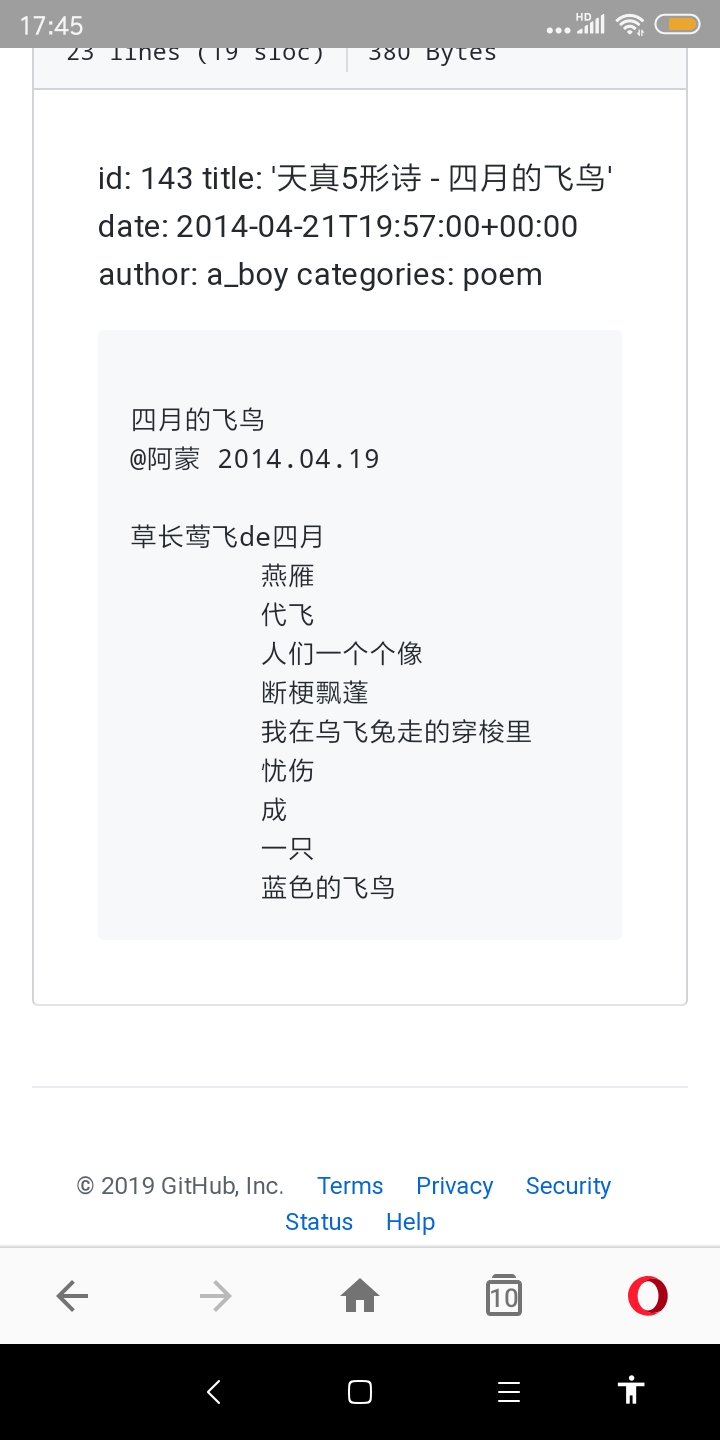 17:45
HD
23 lines (19 sloc) 380 Bytes
id: 143 title: '天真5形诗 - 四月的飞鸟'
date: 2014-04-21T19:57:00+00:00
author: a_boy categories: poem
四月的飞鸟
@阿蒙 2014.04.19
草长莺飞de四月
燕雁
代飞
人们一个个像
断梗飘蓬
我在乌飞兔走的穿梭里
忧伤
成
一只
蓝色的飞鸟
© 2019 GitHub, Inc. Terms Privacy Security
Status Help
10